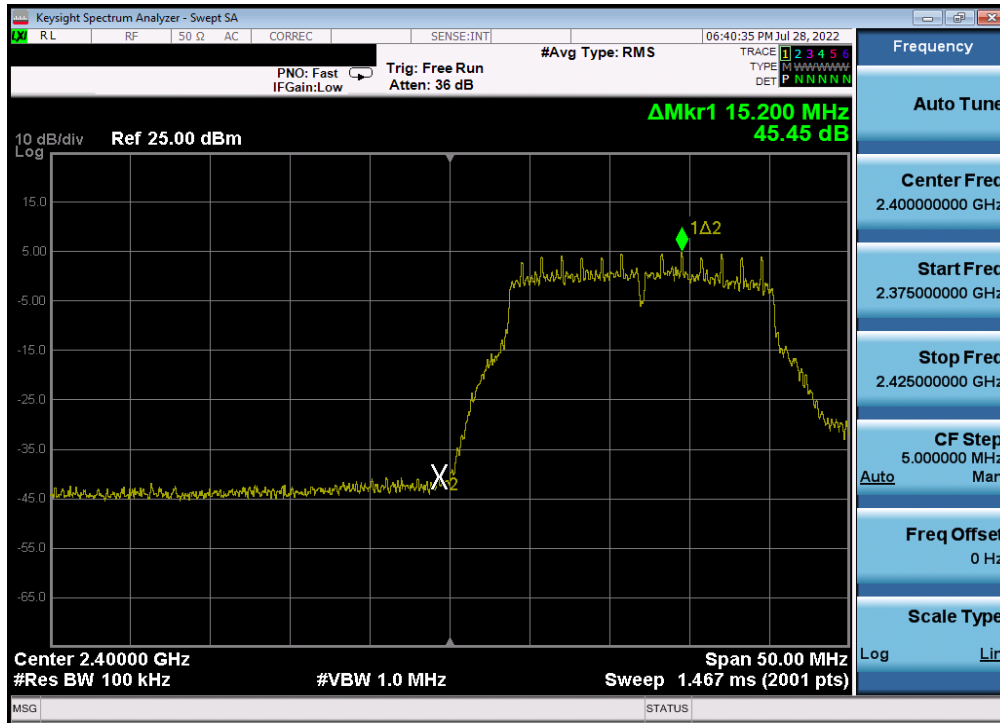 Keysight Spectrum Analyzer - Swept SA
LXI RL RF 50 Ω AC CORREC SENSE:INT 06:40:35 PM Jul 28, 2022
#Avg Type: RMS
TRACE 1 2 3 4 5 6
TYPE M WWWWW
DET P N N N N N
PNO: Fast
IFGain:Low
Trig: Free Run
Atten: 36 dB
ΔMkr1 15.200 MHz
45.45 dB
10 dB/div Ref 25.00 dBm
Log
15.0
5.00
-5.00
-15.0
-25.0
-35.0
-45.0
-55.0
-65.0
1Δ2
X2
Center 2.40000 GHz
Span 50.00 MHz
#Res BW 100 kHz
#VBW 1.0 MHz
Sweep 1.467 ms (2001 pts)
MSG
STATUS
Frequency
Auto Tune
Center Freq
2.400000000 GHz
Start Freq
2.375000000 GHz
Stop Freq
2.425000000 GHz
CF Step
5.000000 MHz
Auto Man
Freq Offset
0 Hz
Scale Type
Log Lin